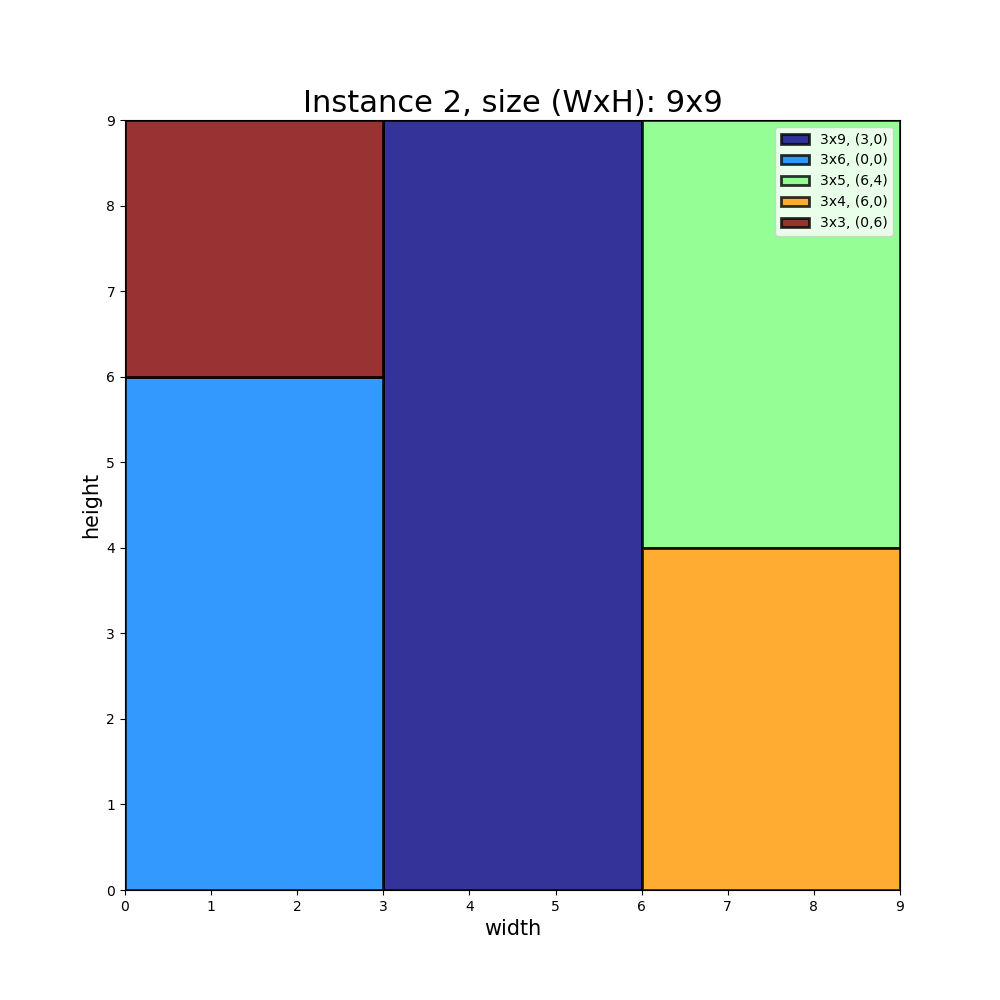 Instance 2, size (WxH): 9x9
3x9, (3,0)
3x6, (0,0)
3x5, (6,4)
3x4, (6,0)
3x3, (0,6)
height
9
8
7
6
5
4
3
2
1
0
0 1 2 3 4 5 6 7 8 9
width